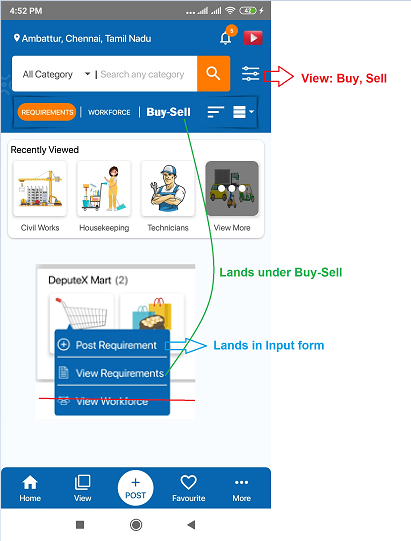 4:52 PM
42
Ambattur, Chennai, Tamil Nadu
5
All Category | Search any category
View: Buy, Sell
REQUIREMENTS | WORKFORCE | Buy-Sell
Recently Viewed
Civil Works Housekeeping Technicians View More
Lands under Buy-Sell
DeputeX Mart (2)
Post Requirement
Lands in Input form
View Requirements
View Workforce
Home View + POST Favourite More